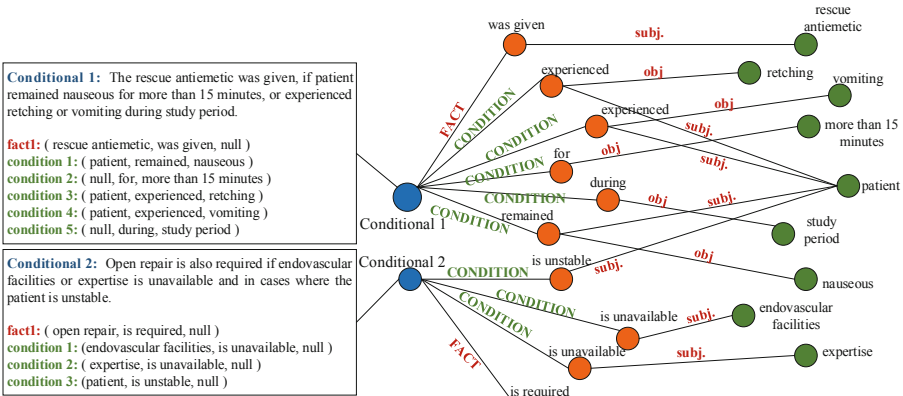 Conditional 1: The rescue antiemetic was given, if patient
remained nauseous for more than 15 minutes, or experienced
retching or vomiting during study period.
fact1: ( rescue antiemetic, was given, null )
condition 1: ( patient, remained, nauseous )
condition 2: ( null, for, more than 15 minutes )
condition 3: ( patient, experienced, retching )
condition 4: ( patient, experienced, vomiting )
condition 5: ( null, during, study period )
Conditional 2: Open repair is also required if endovascular
facilities or expertise is unavailable and in cases where the
patient is unstable.
fact1: ( open repair, is required, null )
condition 1: (endovascular facilities, is unavailable, null )
condition 2: ( expertise, is unavailable, null )
condition 3: (patient, is unstable, null )
was given
subj.
rescue
antiemetic
experienced
obj
retching
FACT
CONDITION
experienced
obj
vomiting
CONDITION
subj.
for
obj
more than 15
minutes
CONDITION
subj.
during
CONDITION
obj
patient
Conditional 1
CONDITION
remained
subj.
study
period
obj
Conditional 2
is unstable
CONDITION
subj.
nauseous
CONDITION
is unavailable
subj.
endovascular
facilities
CONDITION
is unavailable
subj.
expertise
FACT
is required